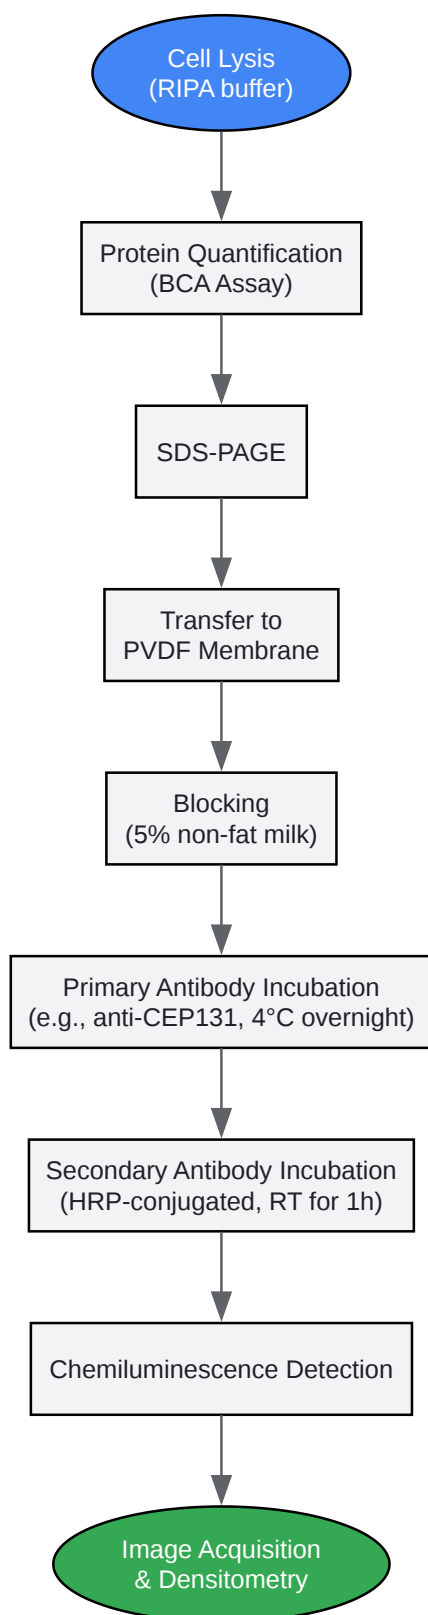 Cell Lysis
(RIPA buffer)
Protein Quantification
(BCA Assay)
SDS-PAGE
Transfer to
PVDF Membrane
Blocking
(5% non-fat milk)
Primary Antibody Incubation
(e.g., anti-CEP131, 4°C overnight)
Secondary Antibody Incubation
(HRP-conjugated, RT for 1h)
Chemiluminescence Detection
Image Acquisition
& Densitometry